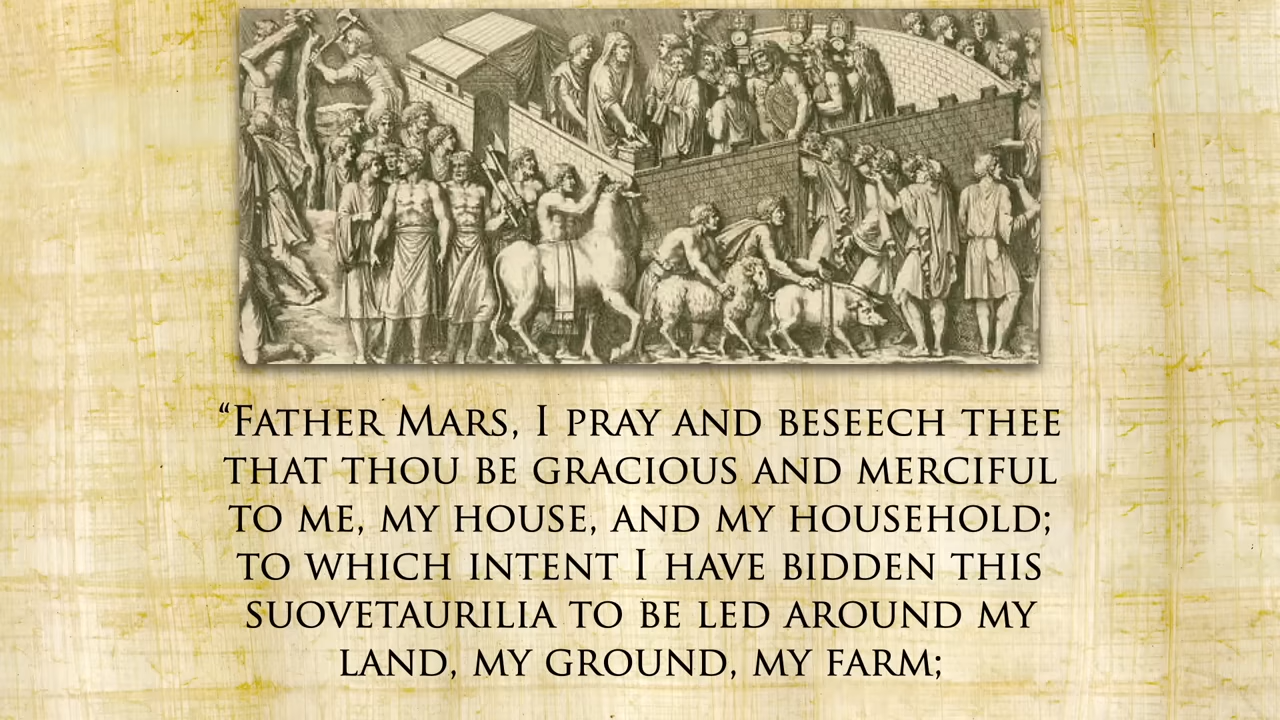 “Father Mars, I pray and beseech thee
that thou be gracious and merciful
to me, my house, and my household;
to which intent I have bidden this
suovetaurilia to be led around my
land, my ground, my farm;